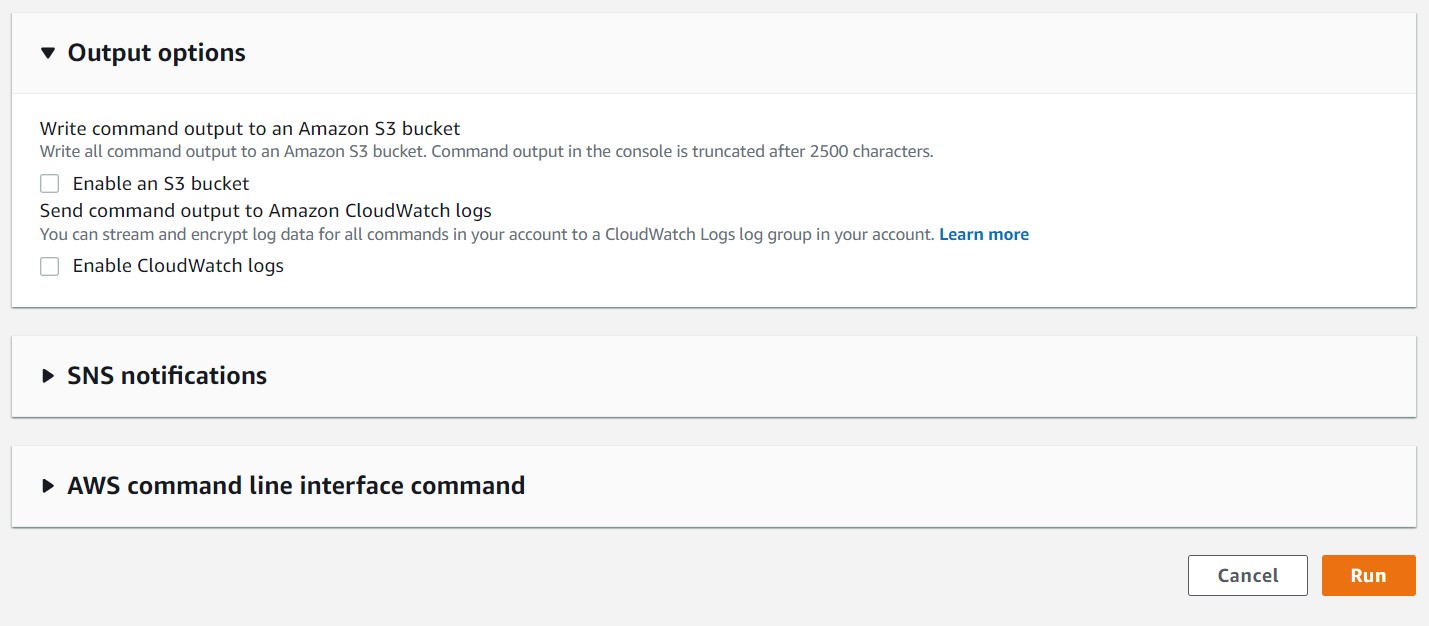 Output options
Write command output to an Amazon S3 bucket
Write all command output to an Amazon S3 bucket. Command output in the console is truncated after 2500 characters.
Enable an S3 bucket
Send command output to Amazon CloudWatch logs
You can stream and encrypt log data for all commands in your account to a CloudWatch Logs log group in your account. Learn more
Enable CloudWatch logs
SNS notifications
AWS command line interface command
Cancel Run